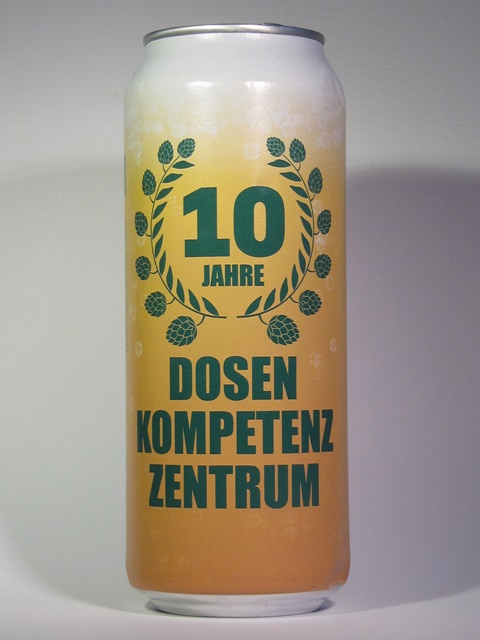 10
JAHRE
DOSEN
KOMPETENZ
ZENTRUM